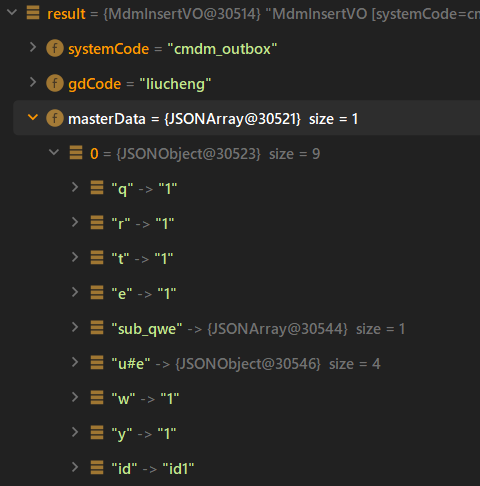 result = {MdmInsertVO@30514} "MdmInsertVO [systemCode=cm
f systemCode = "cmdm_outbox"
f gdCode = "liucheng"
f masterData = {JSONArray@30521} size = 1
0 = {JSONObject@30523} size = 9
"q" -> "1"
"r" -> "1"
"t" -> "1"
"e" -> "1"
"sub_qwe" -> {JSONArray@30544} size = 1
"u#e" -> {JSONObject@30546} size = 4
"w" -> "1"
"y" -> "1"
"id" -> "id1"